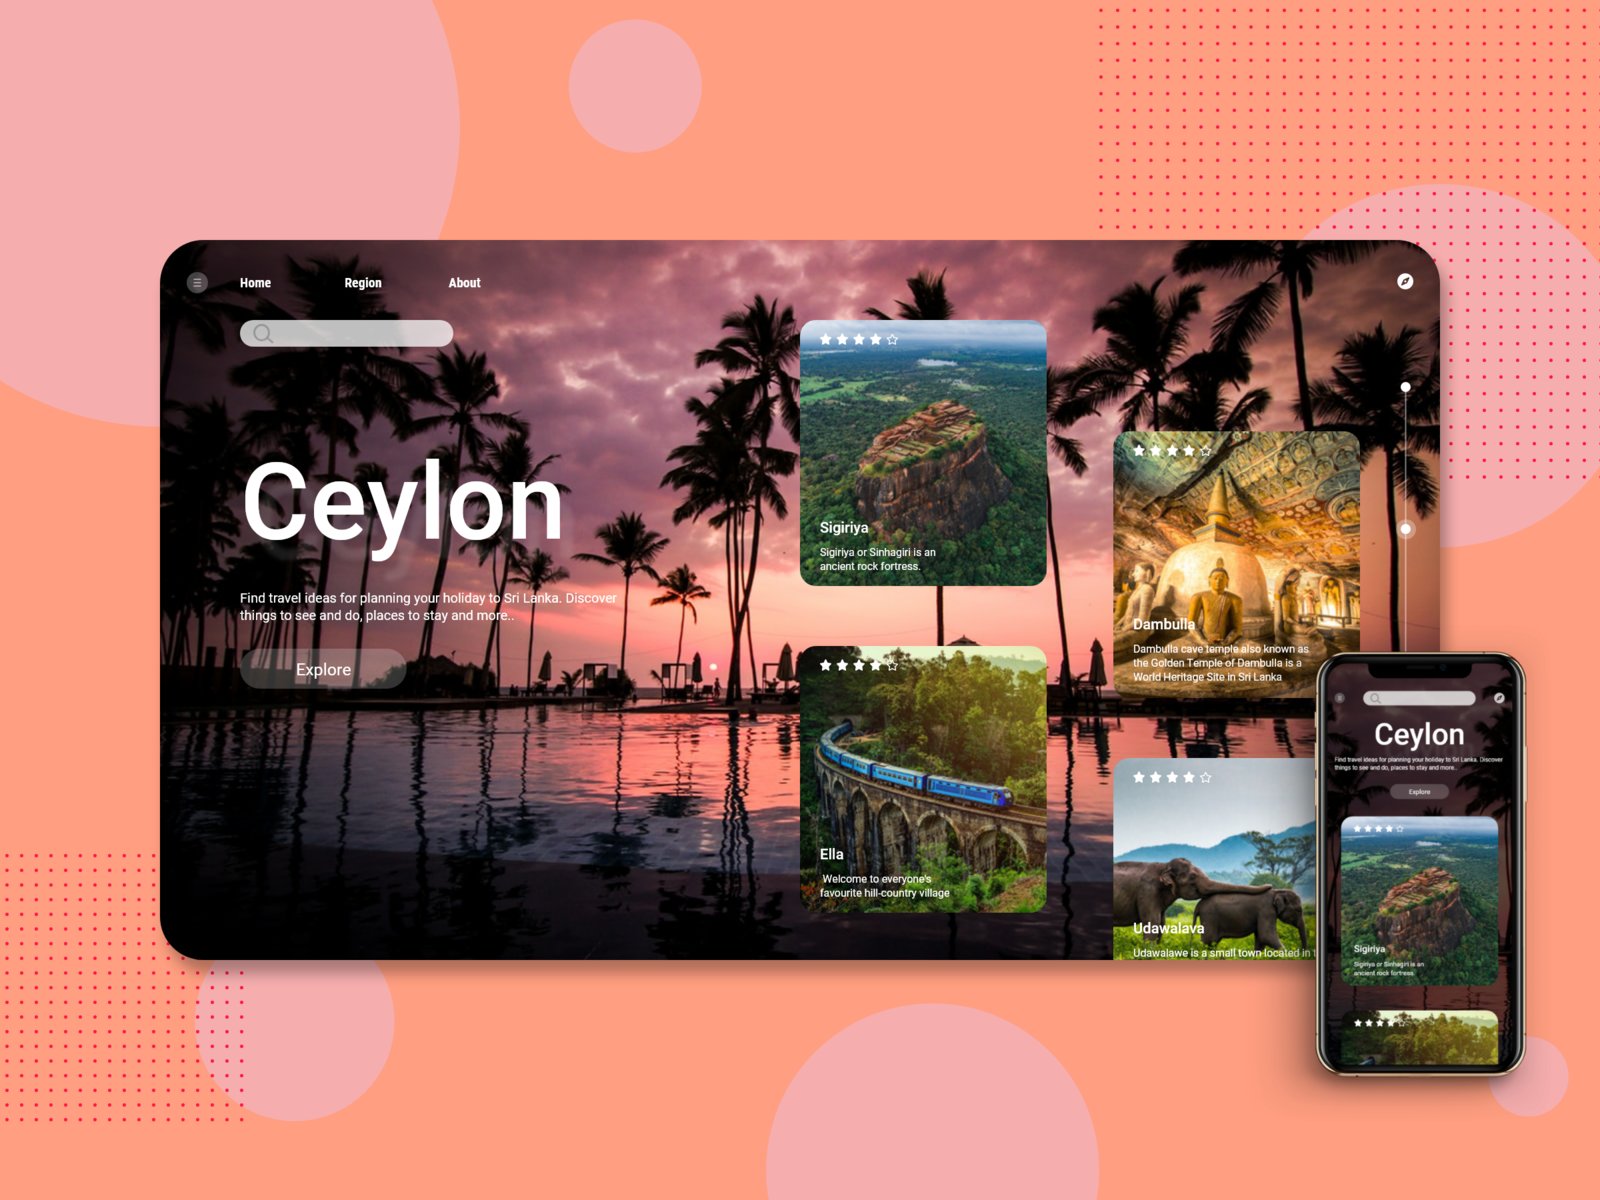 Home Region About
Ceylon
Find travel ideas for planning your holiday to Sri Lanka. Discover
things to see and do, places to stay and more..
Explore
Sigiriya
Sigiriya or Sinhagiri is an
ancient rock fortress.
Ella
Welcome to everyone's
favourite hill-country village
Dambulla
Dambulla cave temple also known as
the Golden Temple of Dambulla is a
World Heritage Site in Sri Lanka
Udawalava
Udawalawe is a small town located in
Ceylon
Find travel ideas for planning your holiday to Sri Lanka. Discover
things to see and do, places to stay and more..
Explore
Sigiriya
Sigiriya or Sinhagiri is an
ancient rock fortress.